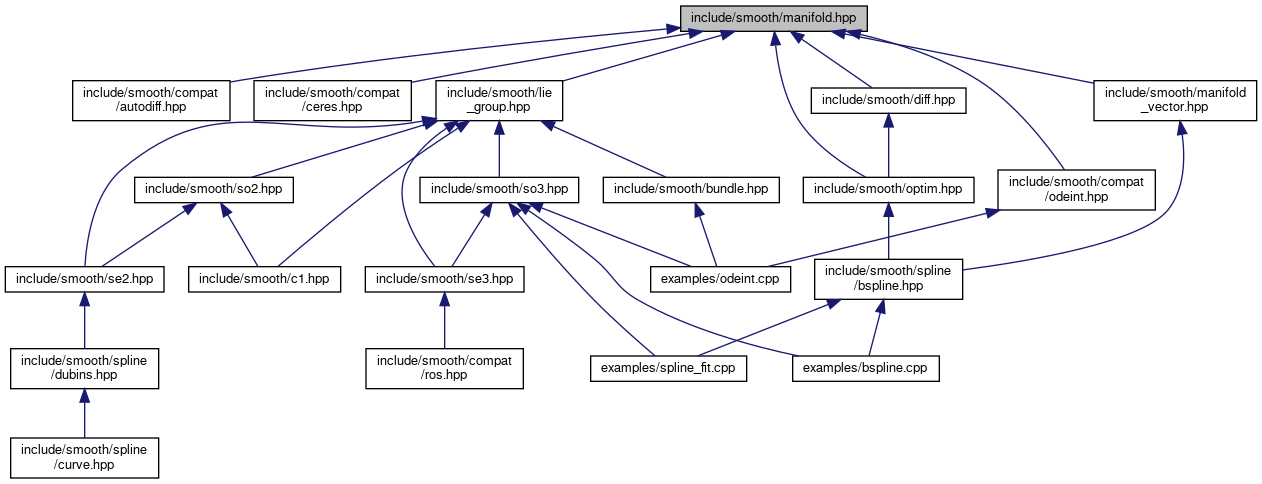 include/smooth/manifold.hpp
include/smooth/compat
/autodiff.hpp
include/smooth/compat
/ceres.hpp
include/smooth/lie
_group.hpp
include/smooth/diff.hpp
include/smooth/manifold
_vector.hpp
include/smooth/so2.hpp
include/smooth/so3.hpp
include/smooth/bundle.hpp
include/smooth/optim.hpp
include/smooth/compat
/odeint.hpp
include/smooth/se2.hpp
include/smooth/c1.hpp
include/smooth/se3.hpp
examples/odeint.cpp
include/smooth/spline
/bspline.hpp
include/smooth/spline
/dubins.hpp
include/smooth/compat
/ros.hpp
examples/spline_fit.cpp
examples/bspline.cpp
include/smooth/spline
/curve.hpp